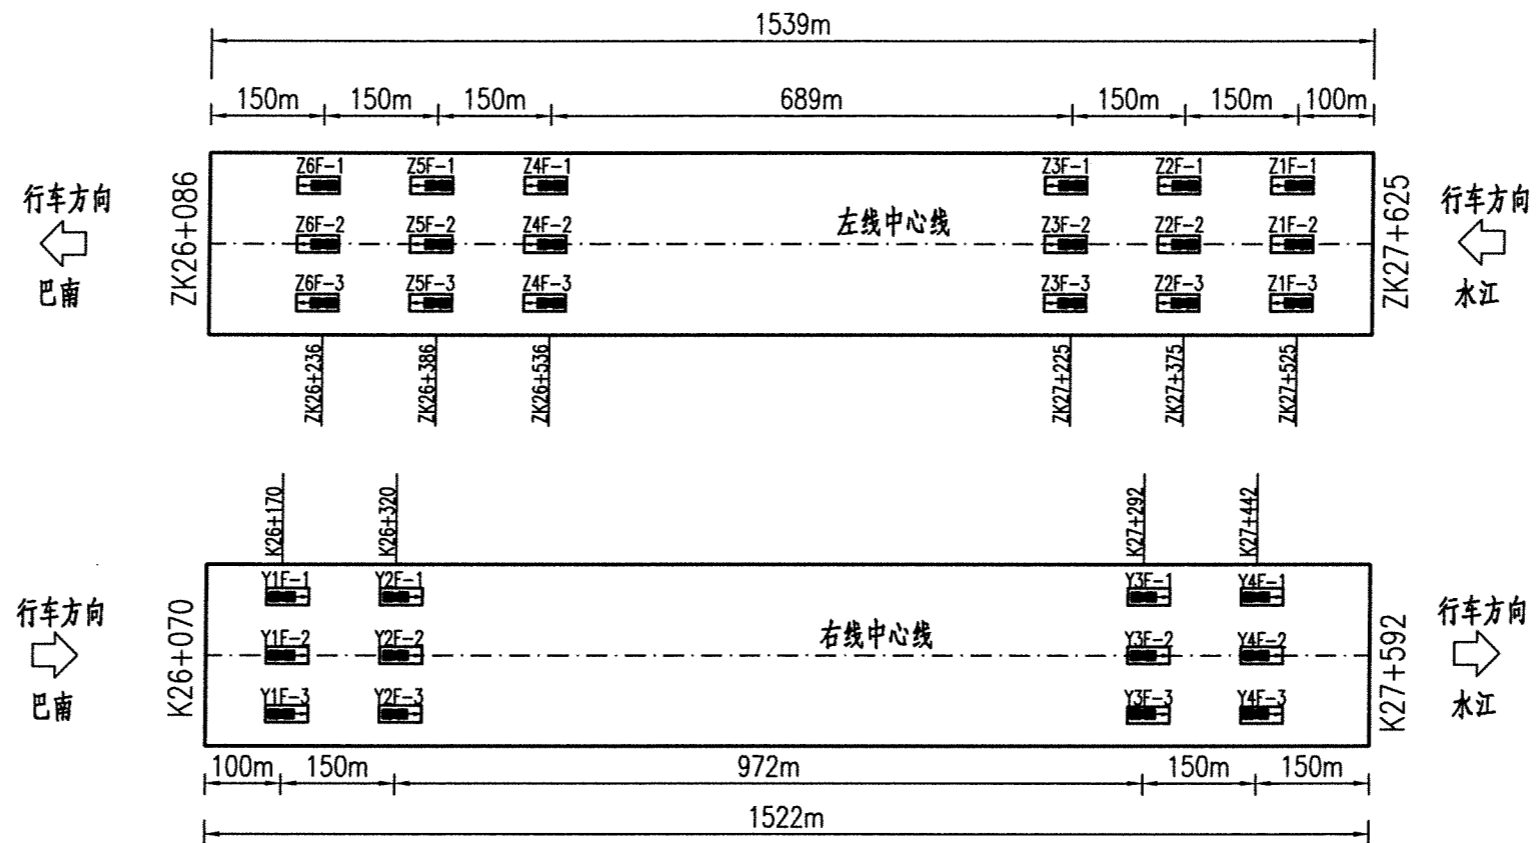 1539m
150m 150m 150m 689m 150m 150m 100m
Z6F-1 Z5F-1 Z4F-1 Z3F-1 Z2F-1 Z1F-1
行车方向 ZK26+086 左线中心线 ZK27+625 行车方向
Z6F-2 Z5F-2 Z4F-2 Z3F-2 Z2F-2 Z1F-2
巴南 水江
Z6F-3 Z5F-3 Z4F-3 Z3F-3 Z2F-3 Z1F-3
ZK26+236 ZK26+386 ZK26+536 ZK27+225 ZK27+375 ZK27+525
K26+170 K26+320 K27+292 K27+442
Y1F-1 Y2F-1 Y3F-1 Y4F-1
行车方向 K26+070 右线中心线 K27+592 行车方向
Y1F-2 Y2F-2 Y3F-2 Y4F-2
巴南 水江
Y1F-3 Y2F-3 Y3F-3 Y4F-3
100m 150m 972m 150m 150m
1522m